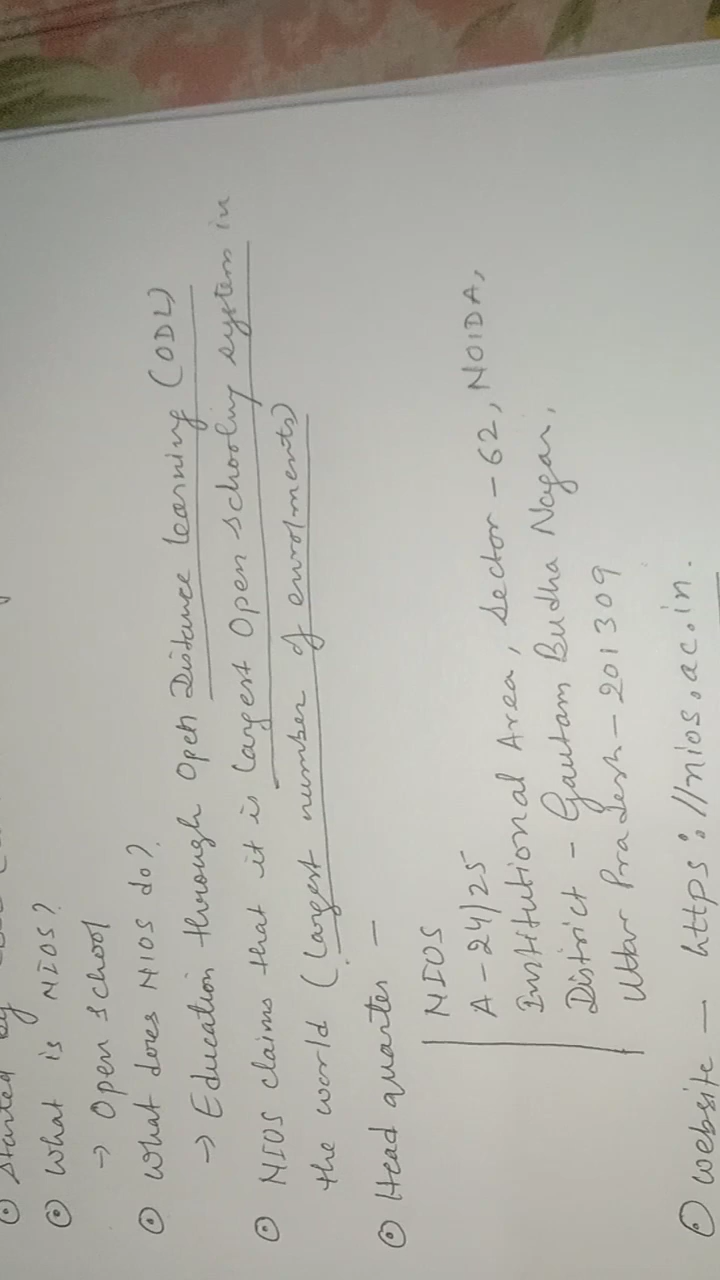 ⊙ Started by
⊙ What is NIOS?
→ Open School
⊙ What does NIOS do?
→ Education through Open Distance Learning (ODL)
⊙ NIOS claims that it is largest Open schooling system in
the world (largest number of enrolments)
⊙ Head quarter –
NIOS
A-24/25
Institutional Area, Sector-62, NOIDA,
District - Gautam Budha Nagar,
Uttar Pradesh-201309
⊙ Website – https://nios.ac.in.